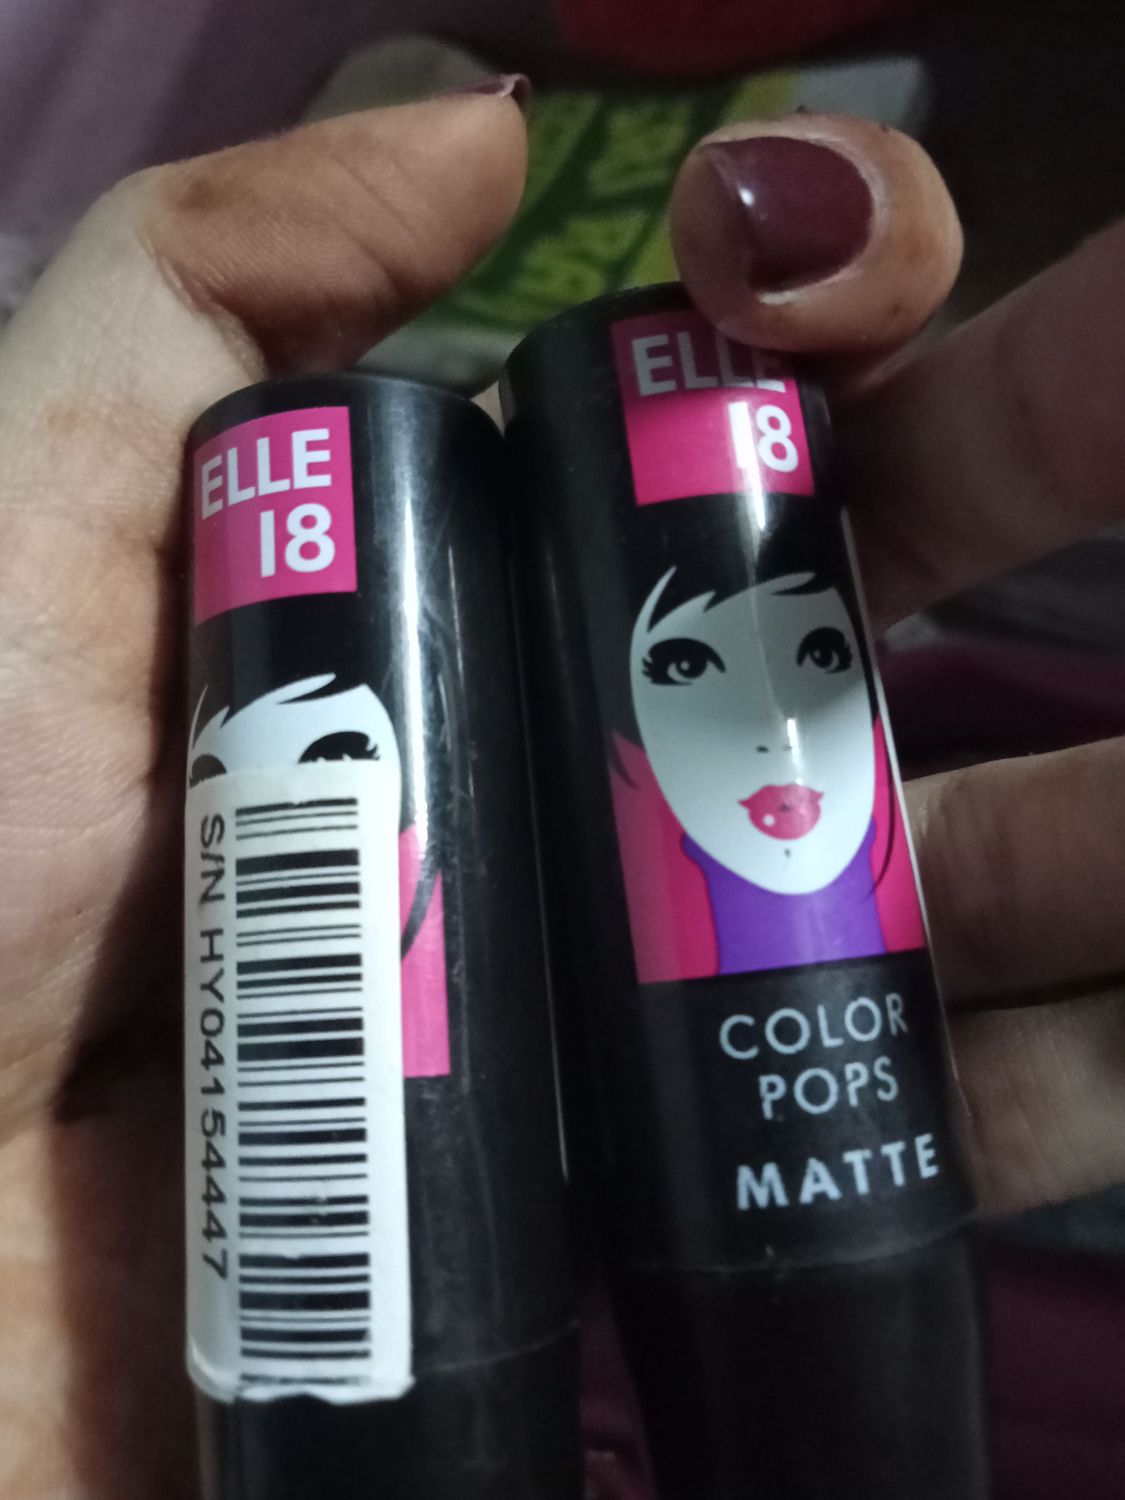 ELLE
18
S/N HY04154447
ELLE
18
COLOR
POPS
MATTE